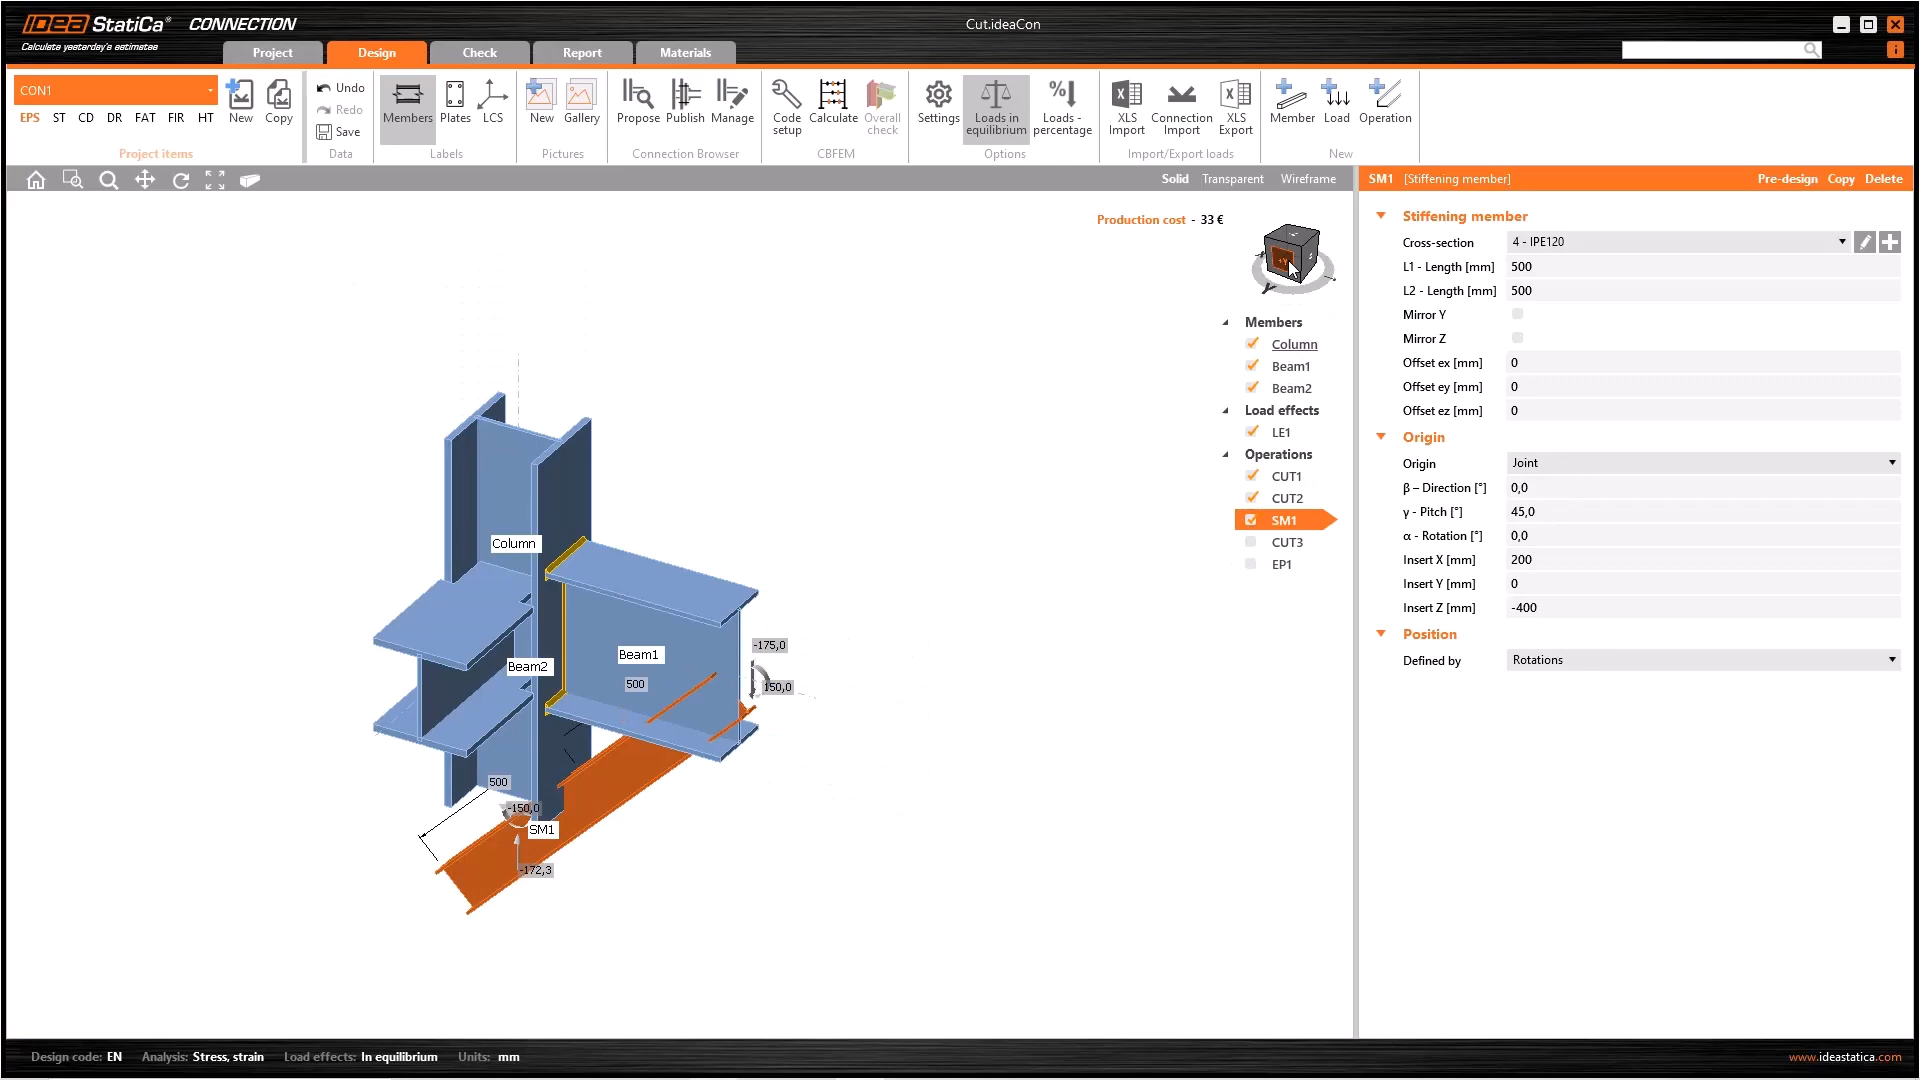 IDEA StatiCa® CONNECTION
Calculate yesterday's estimates
Cut.ideaCon
Project Design Check Report Materials
CON1
EPS ST CD DR FAT FIR HT
New
Copy
Project items
Undo
Redo
Save
Data
Members
Plates
LCS
Labels
New
Gallery
Pictures
Propose
Publish
Manage
Connection Browser
Code setup
Calculate
Overall check
CBFEM
Settings
Loads in equilibrium
Loads - percentage
Options
XLS Import
Connection Import
XLS Export
Import/Export loads
Member
Load
Operation
New
Solid Transparent Wireframe
Production cost - 33 €
+Y
Y
Members
Column
Beam1
Beam2
Load effects
LE1
Operations
CUT1
CUT2
SM1
CUT3
EP1
Column
Beam2
Beam1
500
-175,0
150,0
500
-150,0
SM1
-172,3
SM1 [Stiffening member] Pre-design Copy Delete
Stiffening member
Cross-section 4 - IPE120
L1 - Length [mm] 500
L2 - Length [mm] 500
Mirror Y
Mirror Z
Offset ex [mm] 0
Offset ey [mm] 0
Offset ez [mm] 0
Origin
Origin Joint
β – Direction [°] 0,0
γ - Pitch [°] 45,0
α - Rotation [°] 0,0
Insert X [mm] 200
Insert Y [mm] 0
Insert Z [mm] -400
Position
Defined by Rotations
Design code: EN Analysis: Stress, strain Load effects: In equilibrium Units: mm
www.ideastatica.com